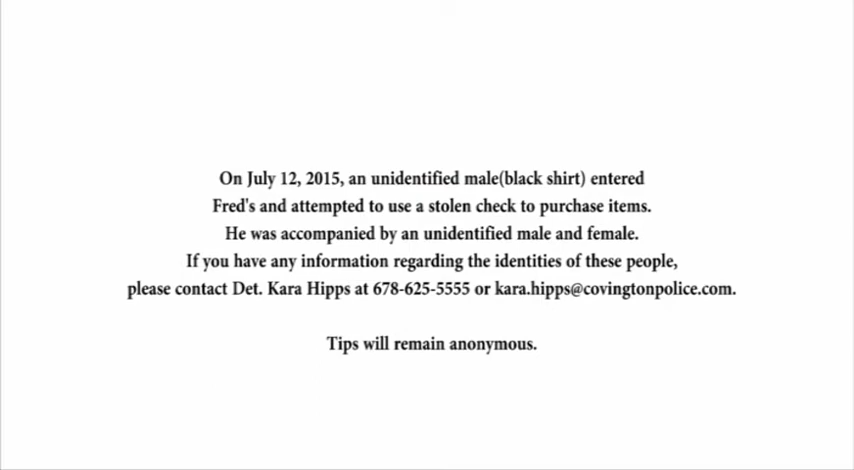 On July 12, 2015, an unidentified male(black shirt) entered
Fred's and attempted to use a stolen check to purchase items.
He was accompanied by an unidentified male and female.
If you have any information regarding the identities of these people,
please contact Det. Kara Hipps at 678-625-5555 or kara.hipps@covingtonpolice.com.
Tips will remain anonymous.